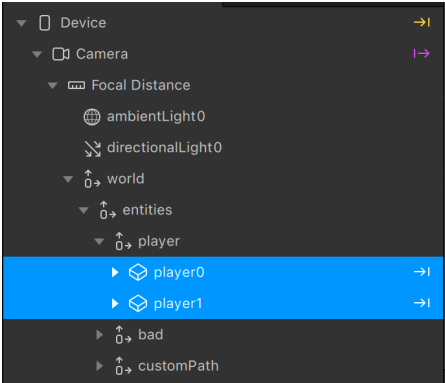 Device
Camera
Focal Distance
ambientLight0
directionalLight0
world
entities
player
player0
player1
bad
customPath